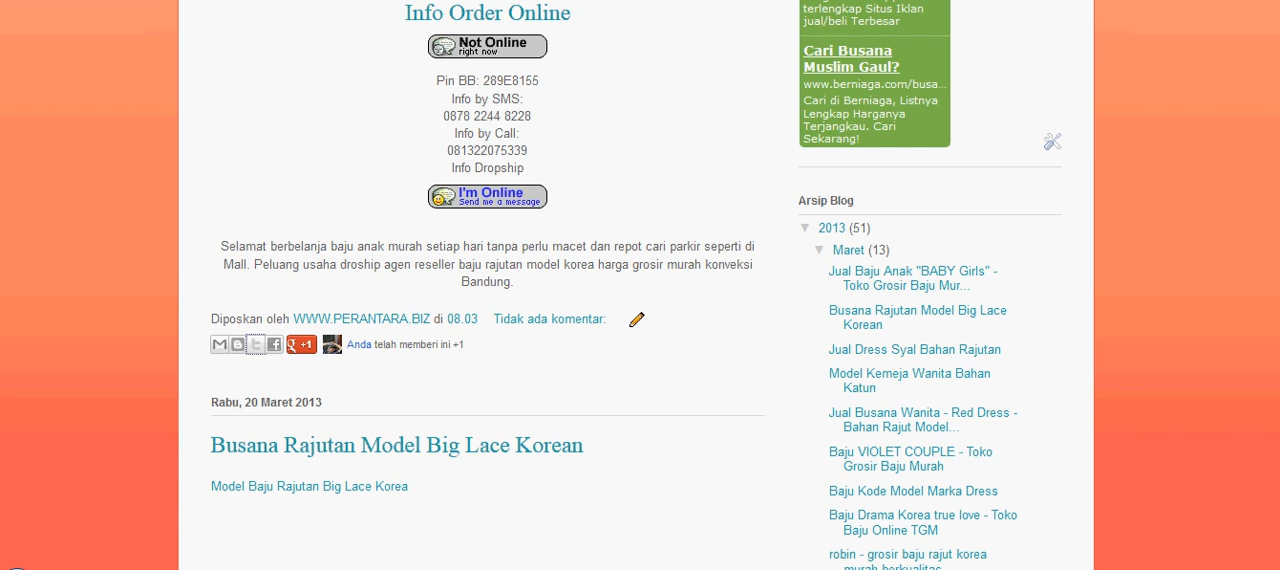 Info Order Online
Not Online
right now
Pin BB: 289E8155
Info by SMS:
0878 2244 8228
Info by Call:
081322075339
Info Dropship
I'm Online
Send me a message
Selamat berbelanja baju anak murah setiap hari tanpa perlu macet dan repot cari parkir seperti di
Mall. Peluang usaha droship agen reseller baju rajutan model korea harga grosir murah konveksi
Bandung.
Diposkan oleh WWW.PERANTARA.BIZ di 08.03 Tidak ada komentar:
+1 Anda telah memberi ini +1
Rabu, 20 Maret 2013
Busana Rajutan Model Big Lace Korean
Model Baju Rajutan Big Lace Korea
terlengkap Situs Iklan
jual/beli Terbesar
Cari Busana
Muslim Gaul?
www.berniaga.com/busa...
Cari di Berniaga, Listnya
Lengkap Harganya
Terjangkau. Cari
Sekarang!
Arsip Blog
▼ 2013 (51)
▼ Maret (13)
Jual Baju Anak "BABY Girls" -
Toko Grosir Baju Mur...
Busana Rajutan Model Big Lace
Korean
Jual Dress Syal Bahan Rajutan
Model Kemeja Wanita Bahan
Katun
Jual Busana Wanita - Red Dress -
Bahan Rajut Model...
Baju VIOLET COUPLE - Toko
Grosir Baju Murah
Baju Kode Model Marka Dress
Baju Drama Korea true love - Toko
Baju Online TGM
robin - grosir baju rajut korea
murah berkualitas